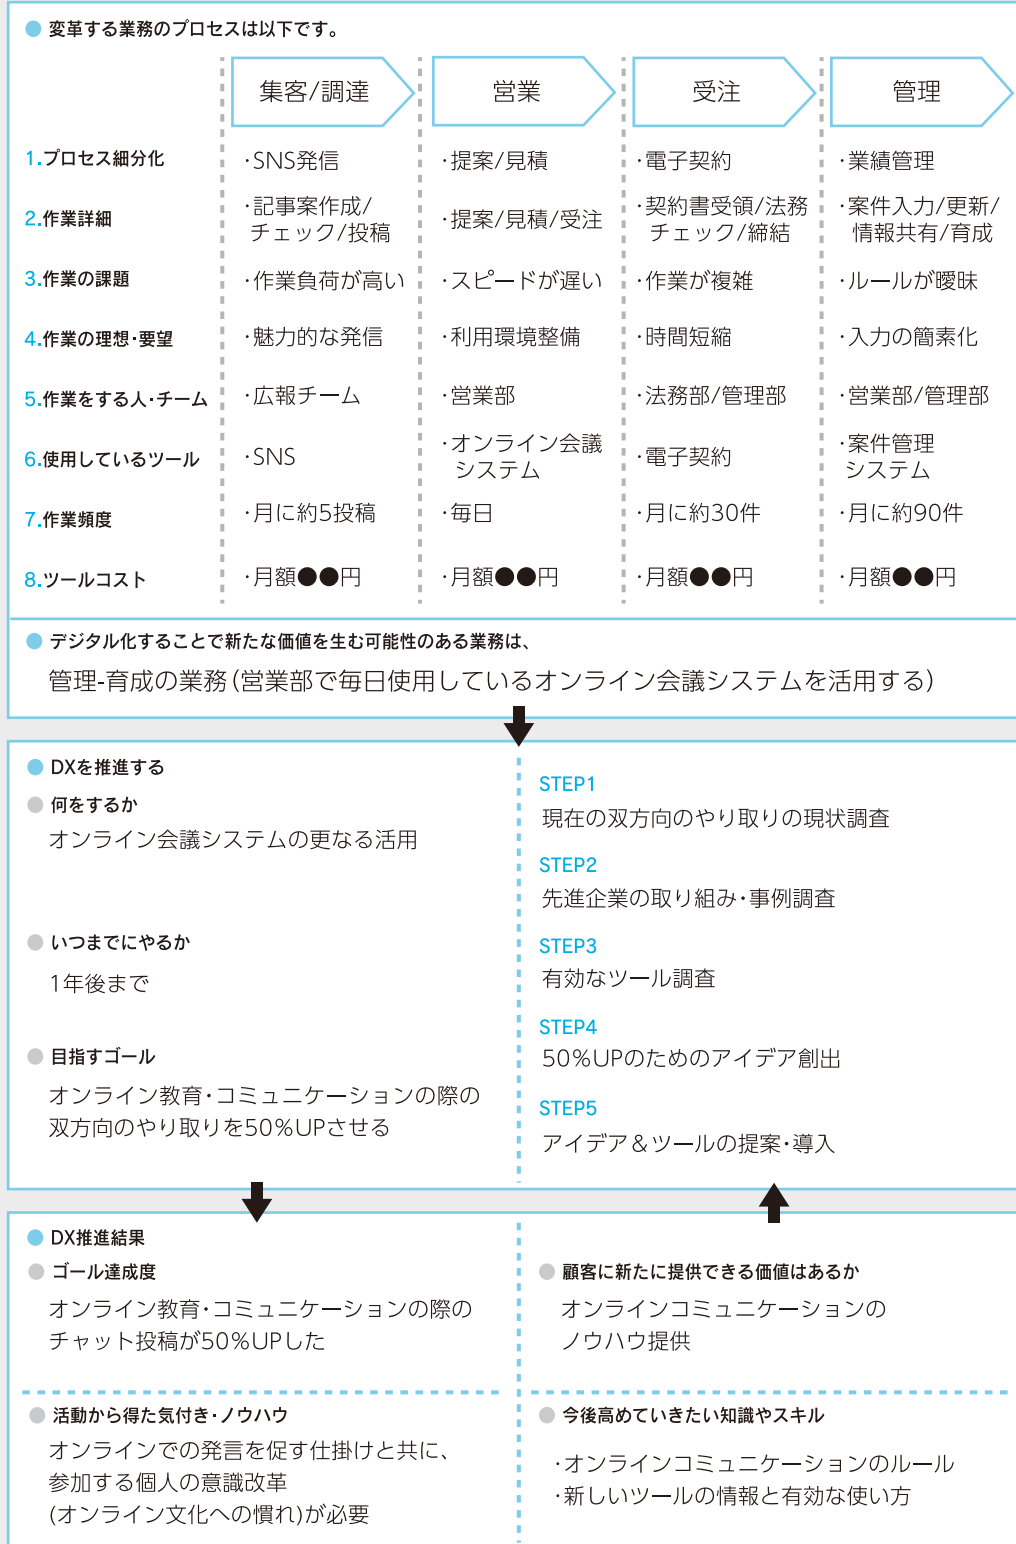 変革する業務のプロセスは以下です。
集客/調達
営業
受注
管理
1.プロセス細分化
・SNS発信
・提案/見積
・電子契約
・業績管理
2.作業詳細
・記事案作成/
チェック/投稿
・提案/見積/受注
・契約書受領/法務
チェック/締結
・案件入力/更新/
情報共有/育成
3.作業の課題
・作業負荷が高い
・スピードが遅い
・作業が複雑
・ルールが曖昧
4.作業の理想・要望
・魅力的な発信
・利用環境整備
・時間短縮
・入力の簡素化
5.作業をする人・チーム
・広報チーム
・営業部
・法務部/管理部
・営業部/管理部
6.使用しているツール
・SNS
・オンライン会議
システム
・電子契約
・案件管理
システム
7.作業頻度
・月に約5投稿
・毎日
・月に約30件
・月に約90件
8.ツールコスト
・月額●●円
・月額●●円
・月額●●円
・月額●●円
デジタル化することで新たな価値を生む可能性のある業務は、
管理-育成の業務(営業部で毎日使用しているオンライン会議システムを活用する)
DXを推進する
何をするか
オンライン会議システムの更なる活用
いつまでにやるか
1年後まで
目指すゴール
オンライン教育・コミュニケーションの際の
双方向のやり取りを50%UPさせる
STEP1
現在の双方向のやり取りの現状調査
STEP2
先進企業の取り組み・事例調査
STEP3
有効なツール調査
STEP4
50%UPのためのアイデア創出
STEP5
アイデア&ツールの提案・導入
DX推進結果
ゴール達成度
オンライン教育・コミュニケーションの際の
チャット投稿が50%UPした
顧客に新たに提供できる価値はあるか
オンラインコミュニケーションの
ノウハウ提供
活動から得た気付き・ノウハウ
オンラインでの発言を促す仕掛けと共に、
参加する個人の意識改革
(オンライン文化への慣れ)が必要
今後高めていきたい知識やスキル
・オンラインコミュニケーションのルール
・新しいツールの情報と有効な使い方